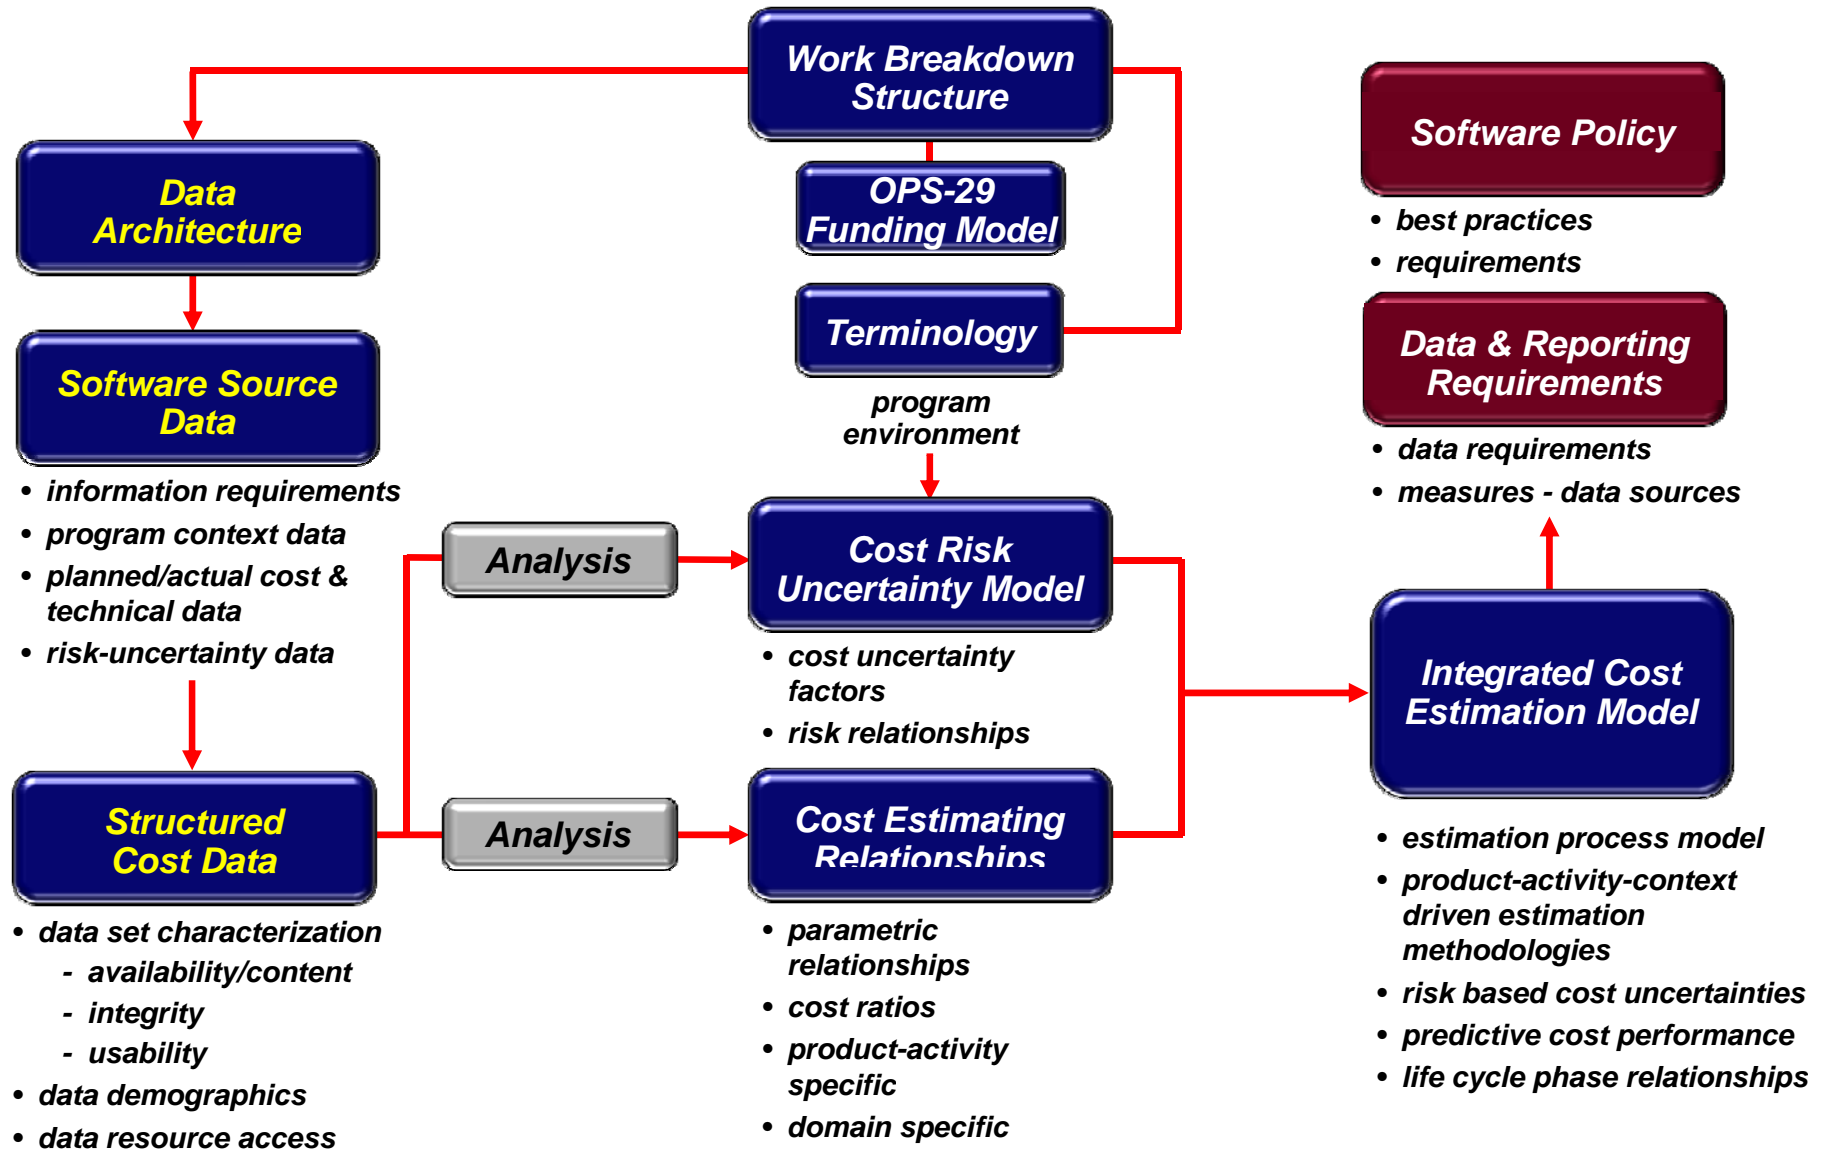 Work Breakdown
Structure
OPS-29
Funding Model
Terminology
program
environment
Data
Architecture
Software Source
Data
• information requirements
• program context data
• planned/actual cost &
technical data
• risk-uncertainty data
Structured
Cost Data
• data set characterization
- availability/content
- integrity
- usability
• data demographics
• data resource access
Analysis
Analysis
Cost Risk
Uncertainty Model
• cost uncertainty
factors
• risk relationships
Cost Estimating
Relationships
• parametric
relationships
• cost ratios
• product-activity
specific
• domain specific
Software Policy
• best practices
• requirements
Data & Reporting
Requirements
• data requirements
• measures - data sources
Integrated Cost
Estimation Model
• estimation process model
• product-activity-context
driven estimation
methodologies
• risk based cost uncertainties
• predictive cost performance
• life cycle phase relationships